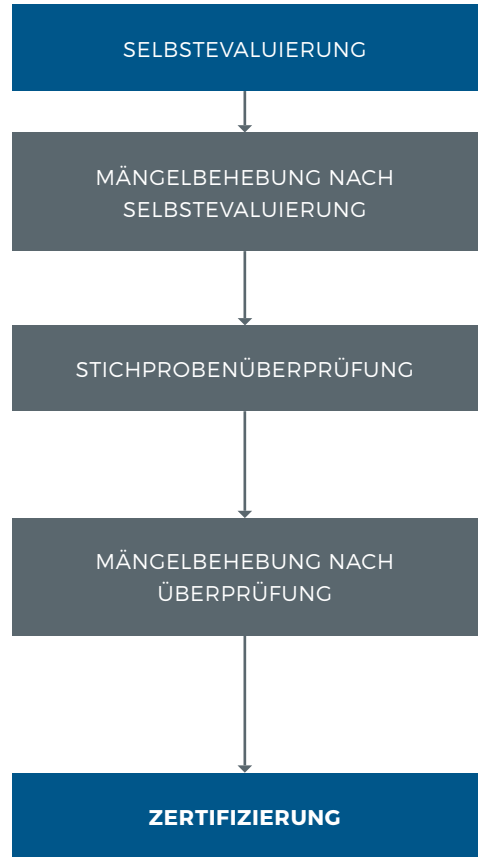 SELBSTEVALUIERUNG
MÄNGELBEHEBUNG NACH
SELBSTEVALUIERUNG
STICHPROBENÜBERPRÜFUNG
MÄNGELBEHEBUNG NACH
ÜBERPRÜFUNG
ZERTIFIZIERUNG